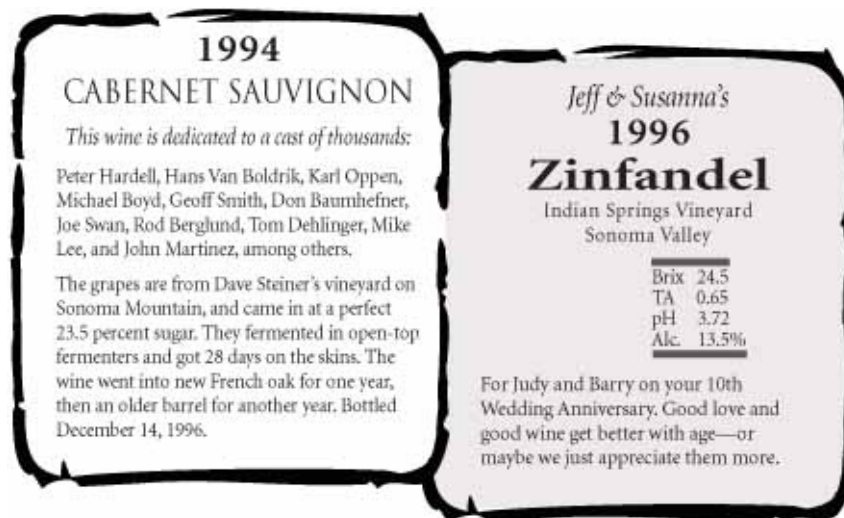 1994
CABERNET SAUVIGNON
This wine is dedicated to a cast of thousands:
Peter Hardell, Hans Van Boldrik, Karl Oppen,
Michael Boyd, Geoff Smith, Don Baumhefner,
Joe Swan, Rod Berglund, Tom Dehlinger, Mike
Lee, and John Martinez, among others.
The grapes are from Dave Steiner's vineyard on
Sonoma Mountain, and came in at a perfect
23.5 percent sugar. They fermented in open-top
fermenters and got 28 days on the skins. The
wine went into new French oak for one year,
then an older barrel for another year. Bottled
December 14, 1996.
Jeff & Susanna's
1996
Zinfandel
Indian Springs Vineyard
Sonoma Valley
Brix 24.5
TA 0.65
pH 3.72
Alc. 13.5%
For Judy and Barry on your 10th
Wedding Anniversary. Good love and
good wine get better with age—or
maybe we just appreciate them more.